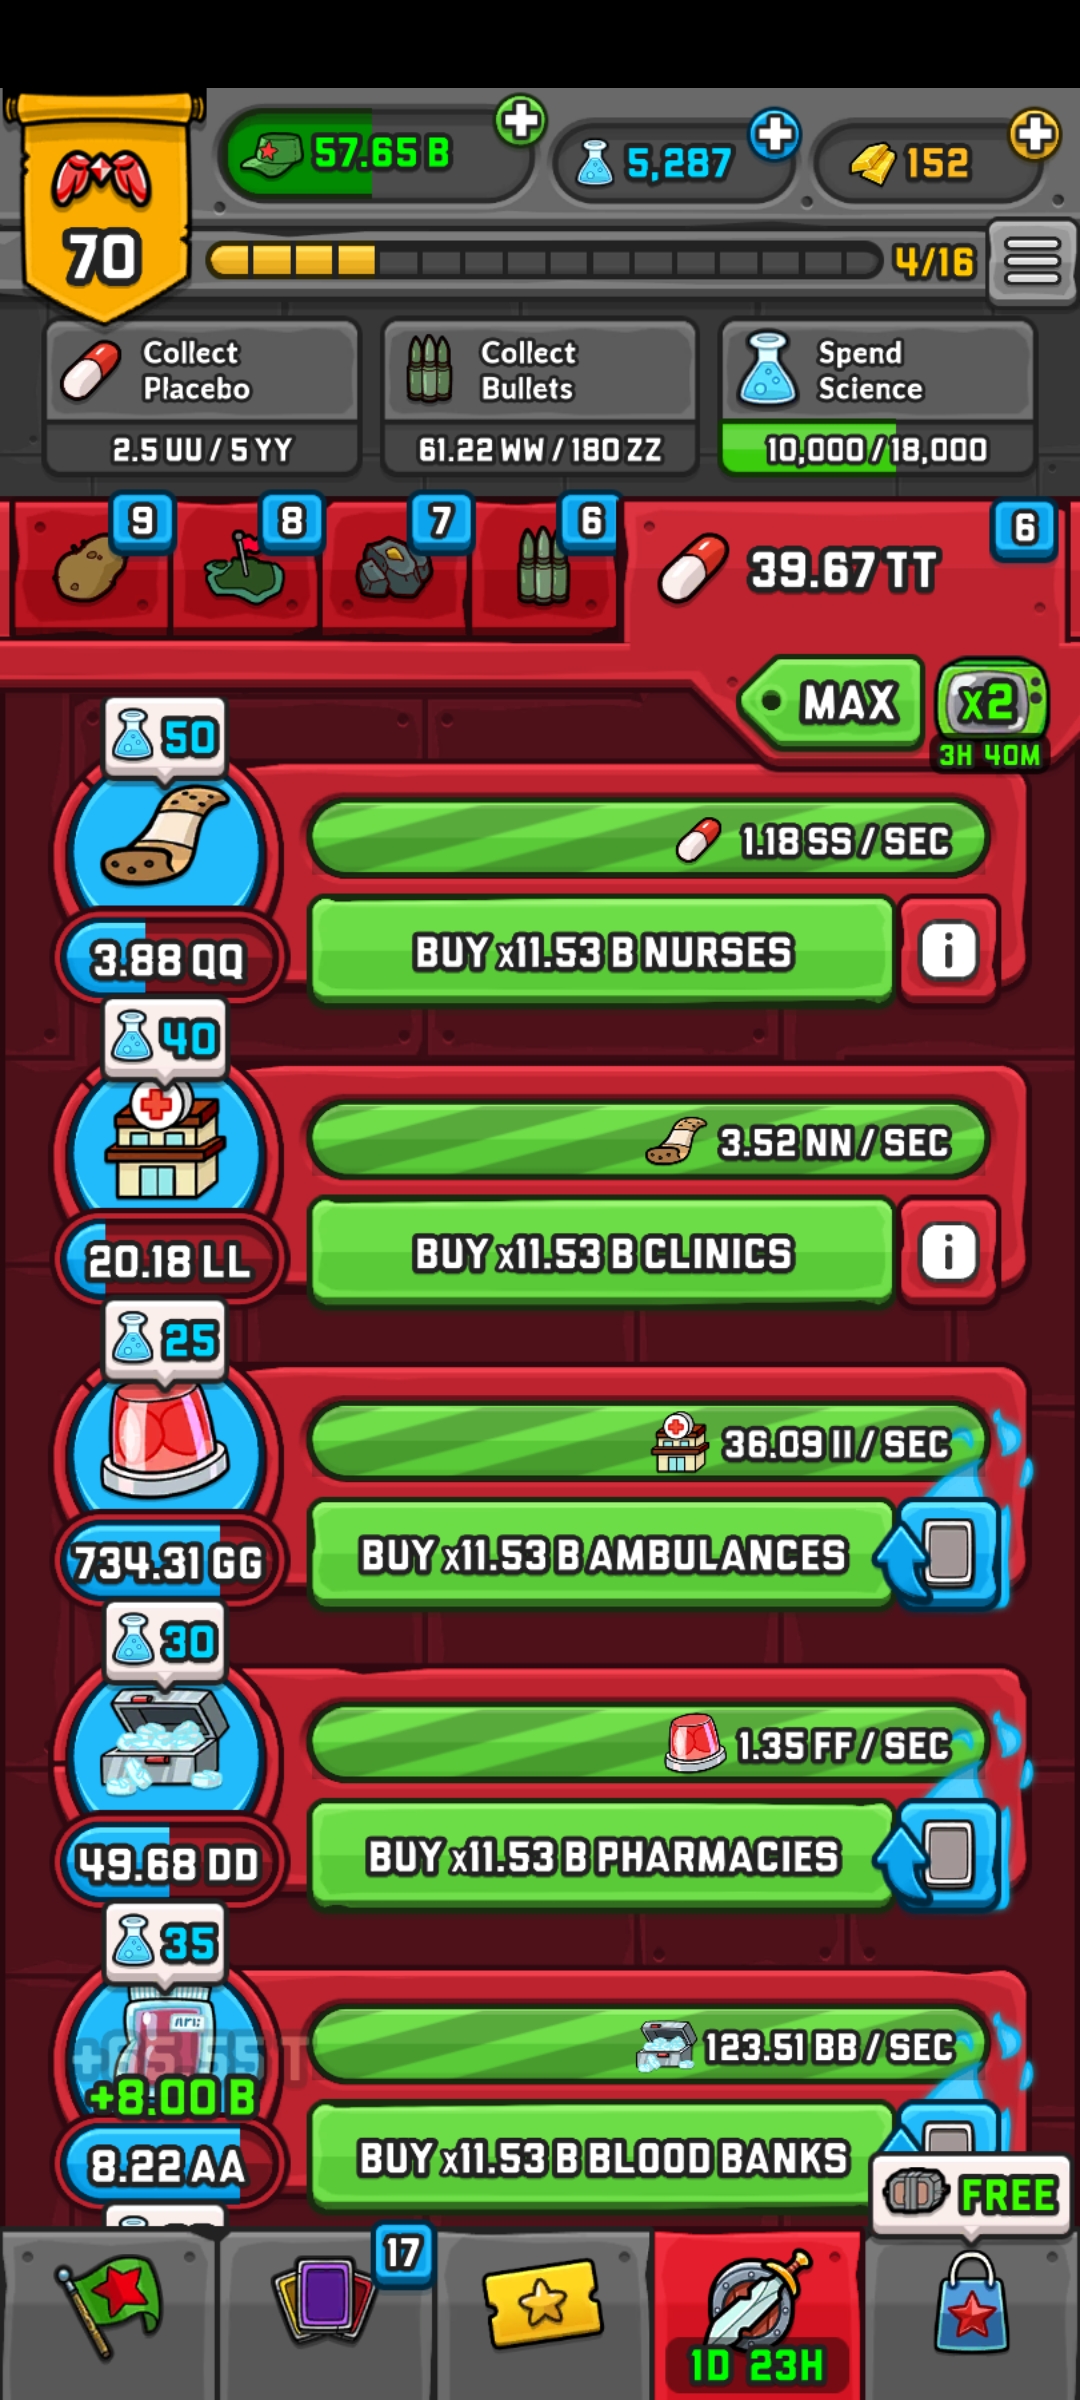 57.65 B
5,287
152
70
4/16
Collect
Placebo
2.5 UU / 5 YY
Collect
Bullets
61.22 WW / 180 ZZ
Spend
Science
10,000 / 18,000
9
8
7
6
39.67 TT
6
MAX
x2
3H 40M
50
1.18 SS / SEC
3.88 QQ
BUY x11.53 B NURSES
i
40
3.52 NN / SEC
20.18 LL
BUY x11.53 B CLINICS
i
25
36.09 II / SEC
734.31 GG
BUY x11.53 B AMBULANCES
30
1.35 FF / SEC
49.68 DD
BUY x11.53 B PHARMACIES
35
123.51 BB / SEC
+8.00 B
8.22 AA
BUY x11.53 B BLOOD BANKS
FREE
17
1D 23H